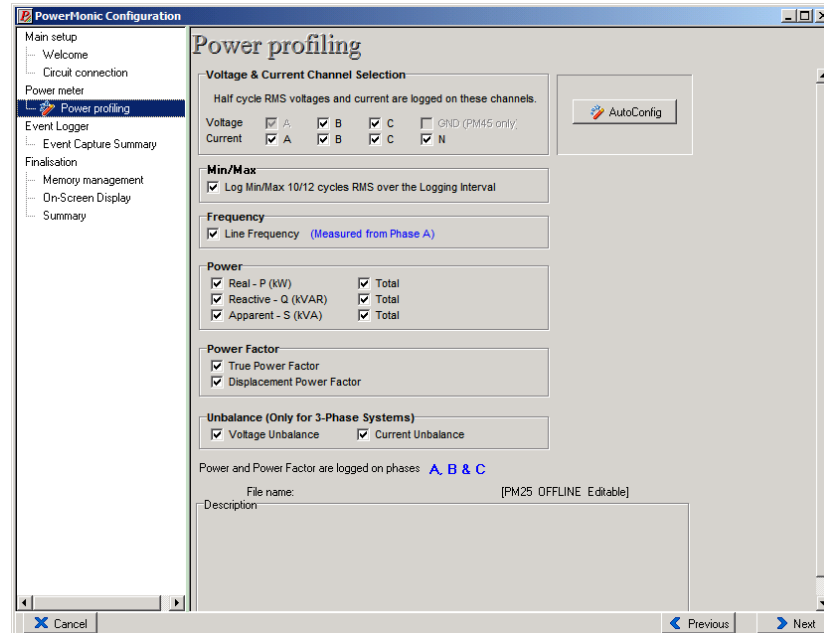 PowerMonic Configuration
Main setup
Welcome
Circuit connection
Power meter
Power profiling
Event Logger
Event Capture Summary
Finalisation
Memory management
On-Screen Display
Summary
Power profiling
Voltage & Current Channel Selection
Half cycle RMS voltages and current are logged on these channels.
Voltage A B C GND (PM45 only)
Current A B C N
AutoConfig
Min/Max
Log Min/Max 10/12 cycles RMS over the Logging Interval
Frequency
Line Frequency (Measured from Phase A)
Power
Real - P (kW) Total
Reactive - Q (kVAR) Total
Apparent - S (kVA) Total
Power Factor
True Power Factor
Displacement Power Factor
Unbalance (Only for 3-Phase Systems)
Voltage Unbalance Current Unbalance
Power and Power Factor are logged on phases A, B & C
File name: [PM25 OFFLINE Editable]
Description
Cancel Previous Next